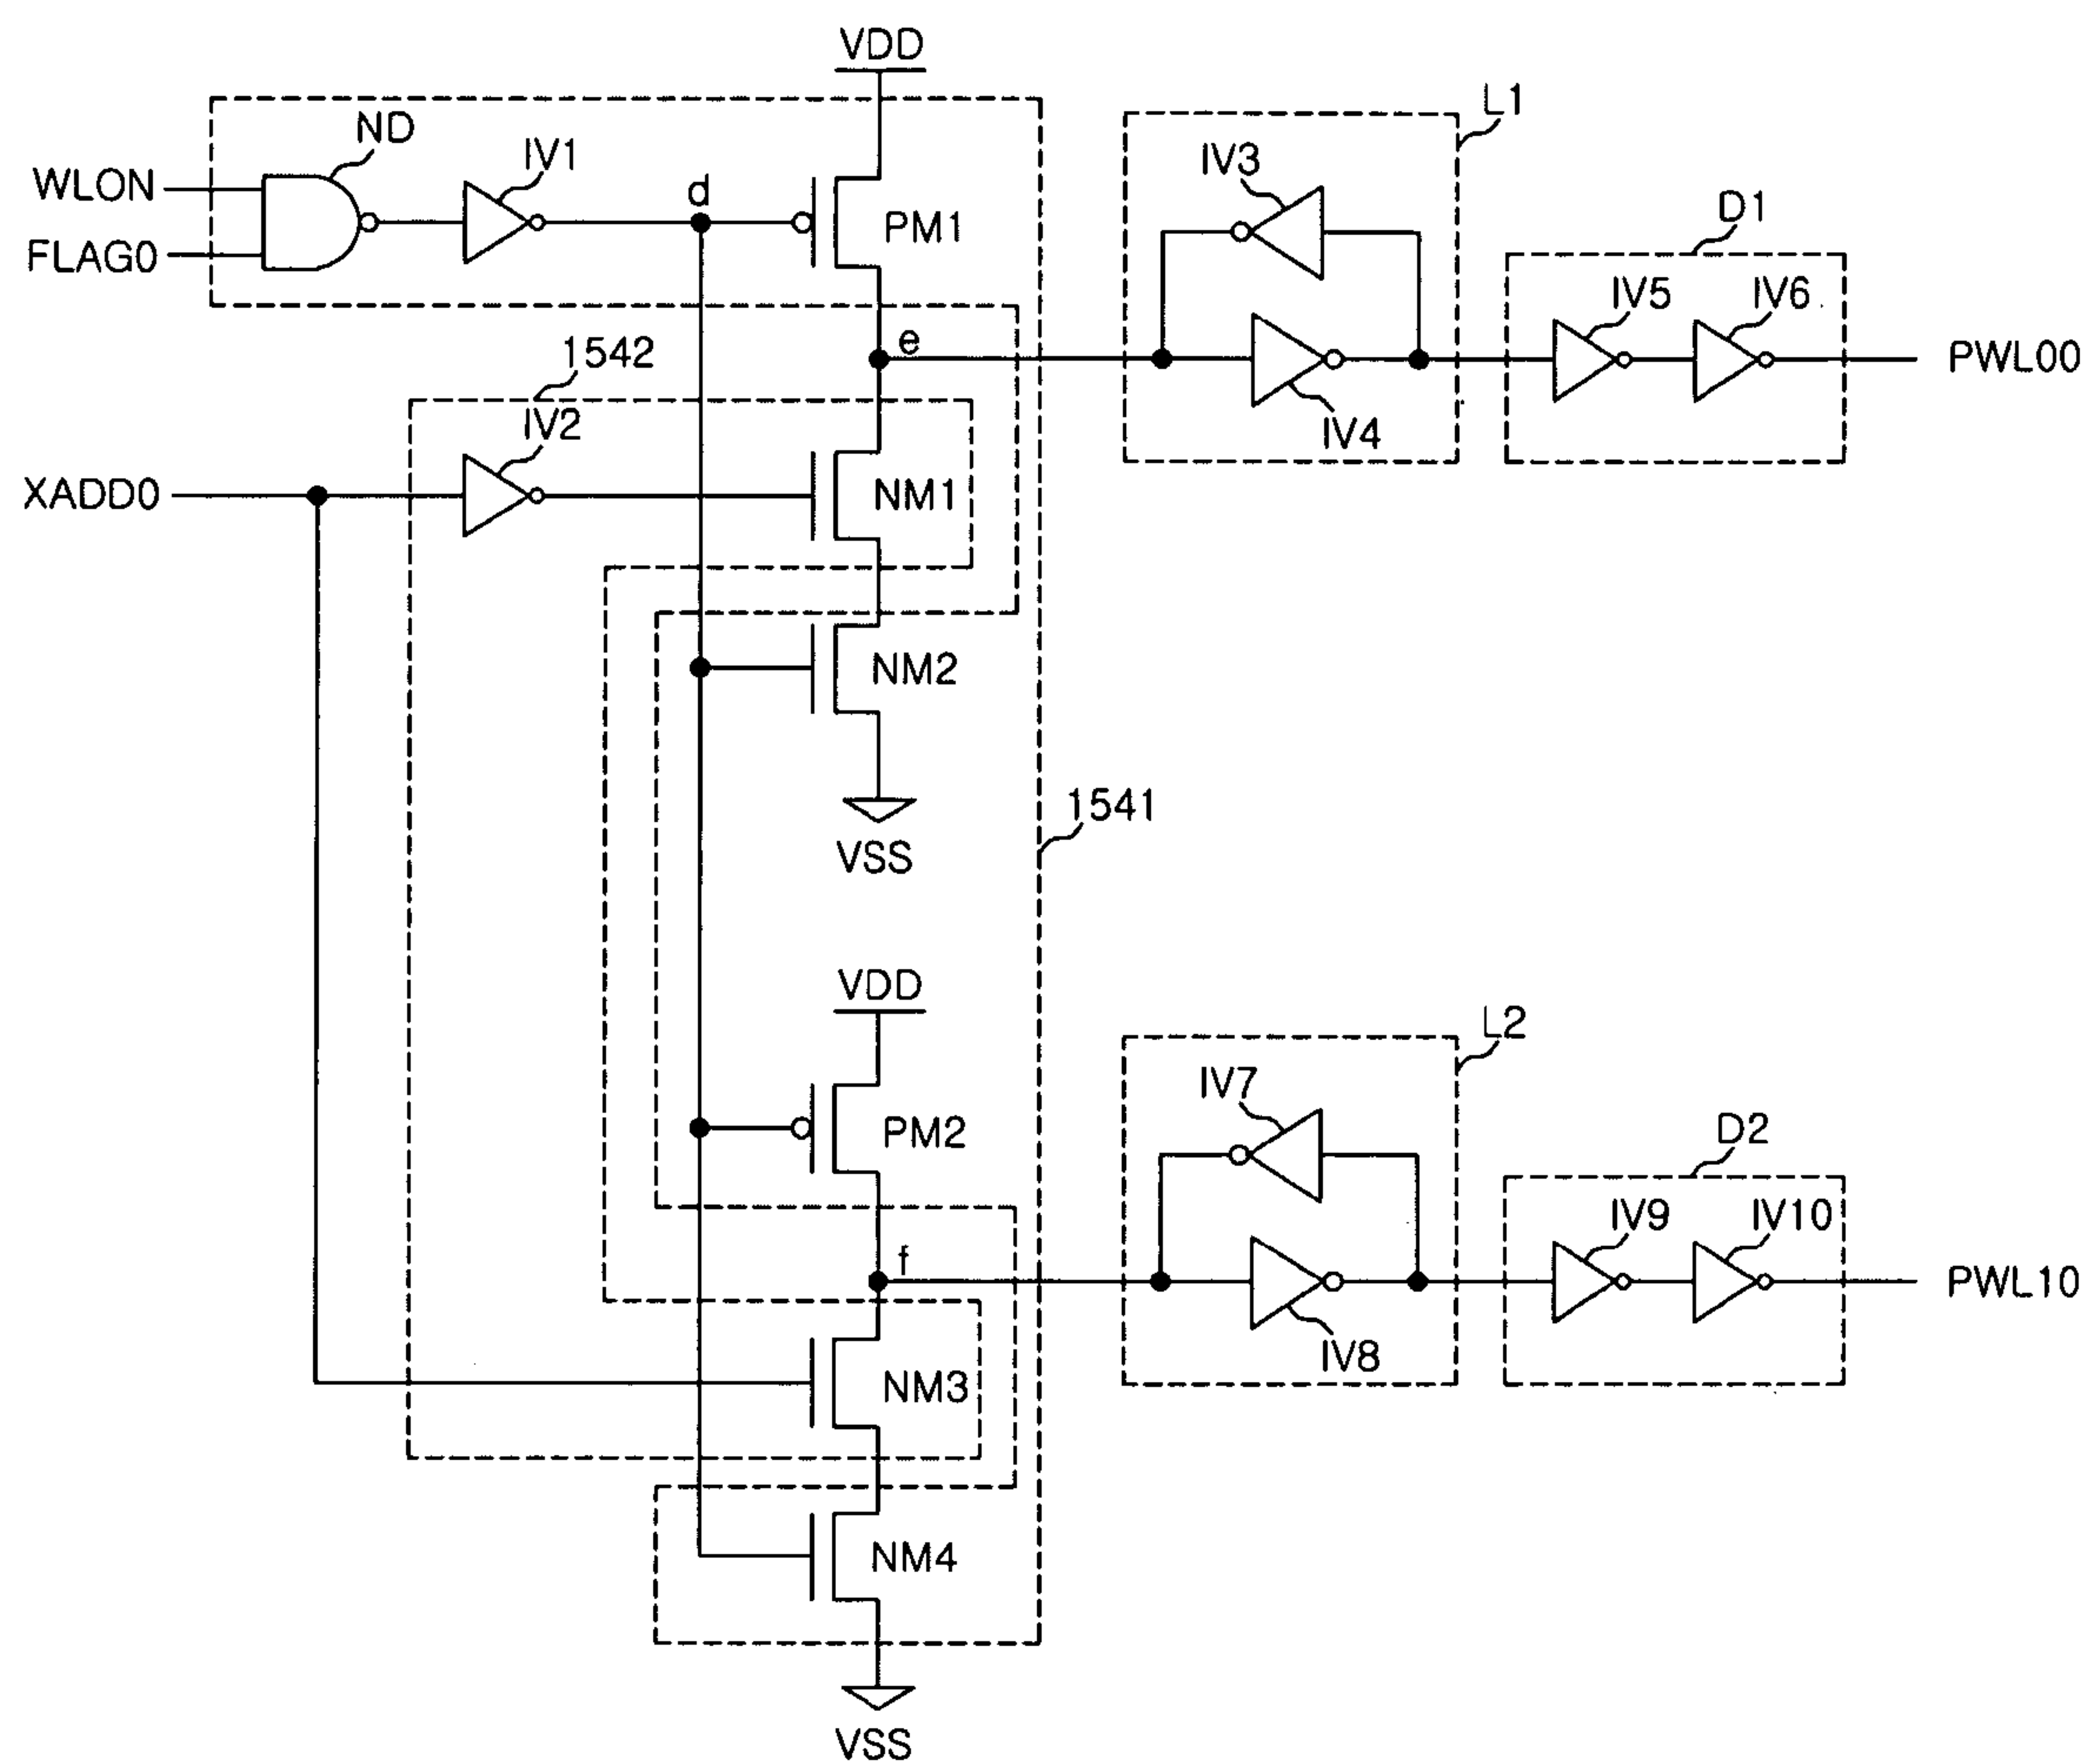 VDD
L1
ND
IV1
IV3
WLON
d
PM1
D1
FLAG0
IV5
IV6
e
1542
PWL00
IV2
IV4
XADD0
NM1
NM2
1541
VSS
VDD
L2
IV7
PM2
D2
IV9
IV10
f
PWL10
IV8
NM3
NM4
VSS